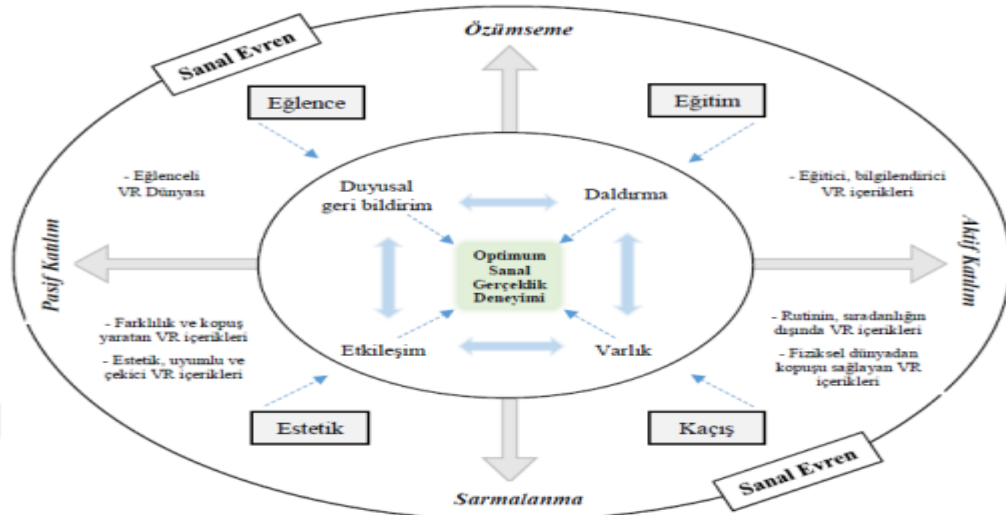 Özümseme
Sanal Evren
Eğlence
Eğitim
- Eğlenceli
VR Dünyası
- Eğitici, bilgilendirici
VR içerikleri
Duyusal
geri bildirim
Daldırma
Pasif Katılım
Optimum
Sanal
Gerçeklik
Deneyimi
Aktif Katılım
- Farklılık ve kopuş
yaratan VR içerikleri
- Estetik, uyumlu ve
çekici VR içerikleri
Etkileşim
Varlık
- Rutinin, sıradanlığın
dışında VR içerikleri
- Fiziksel dünyadan
kopuşu sağlayan VR
içerikleri
Estetik
Kaçış
Sanal Evren
Sarmalanma